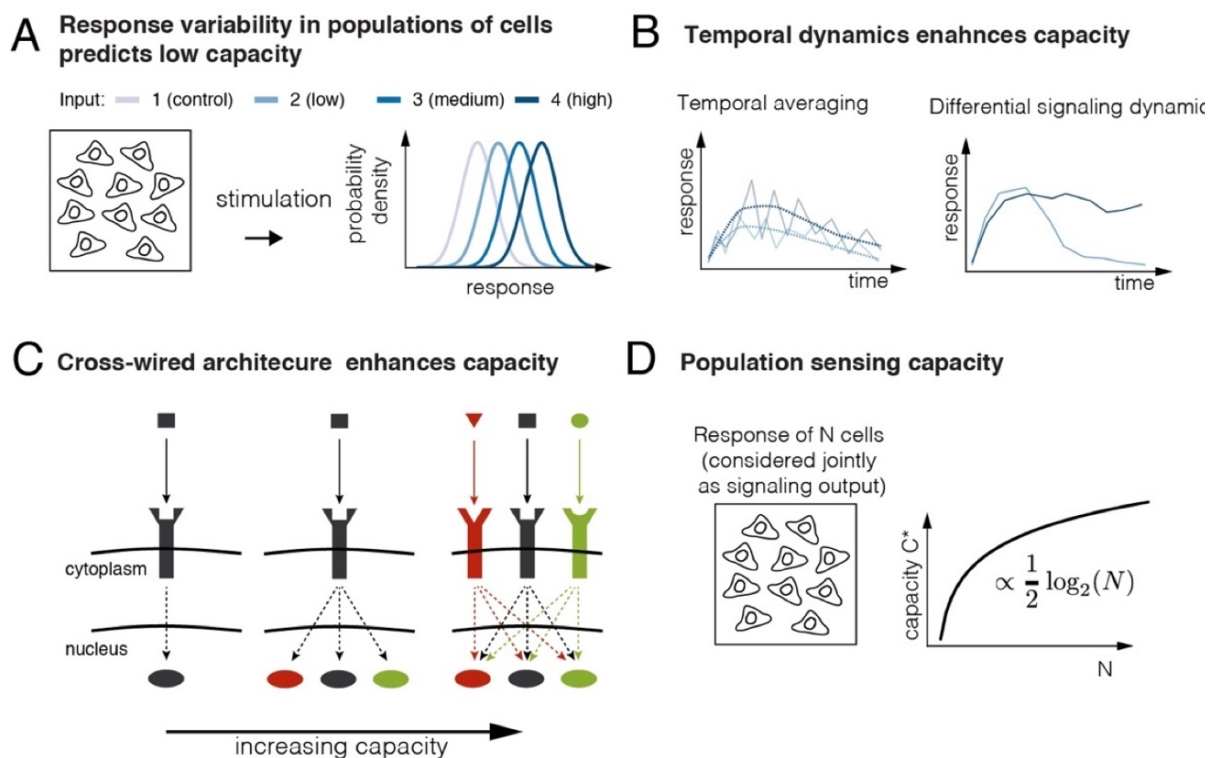 A Response variability in populations of cells
predicts low capacity
Input: 1 (control) 2 (low) 3 (medium) 4 (high)
stimulation
probability
density
response
B Temporal dynamics enahnces capacity
Temporal averaging
response
time
Differential signaling dynamic
response
time
C Cross-wired architecure enhances capacity
cytoplasm
nucleus
increasing capacity
D Population sensing capacity
Response of N cells
(considered jointly
as signaling output)
capacity C*
∝ 1/2 log₂(N)
N